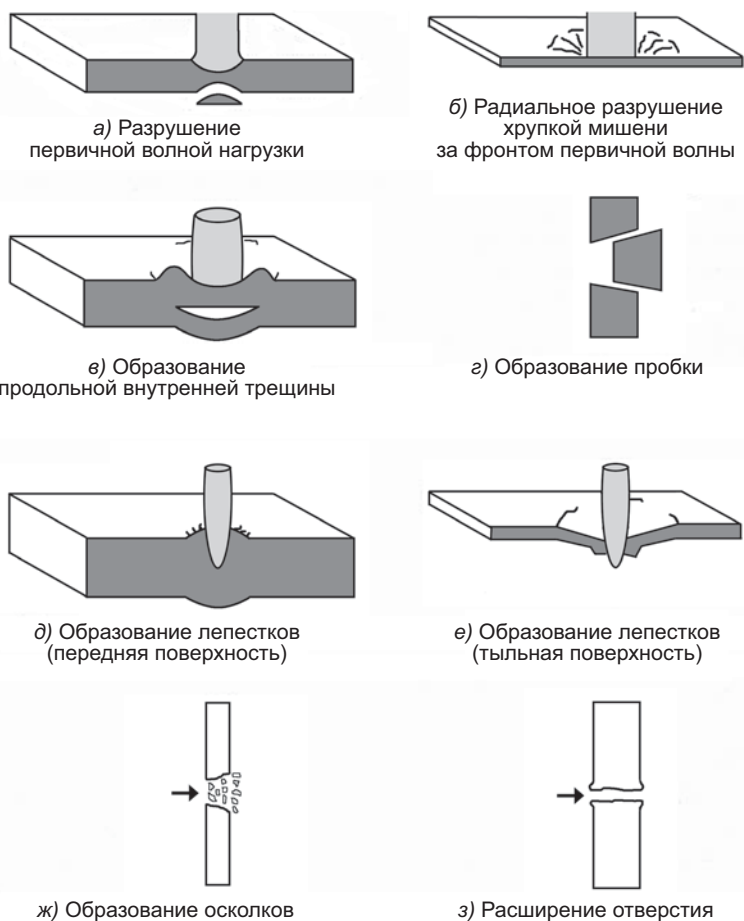 а) Разрушение
первичной волной нагрузки
б) Радиальное разрушение
хрупкой мишени
за фронтом первичной волны
в) Образование
продольной внутренней трещины
г) Образование пробки
д) Образование лепестков
(передняя поверхность)
е) Образование лепестков
(тыльная поверхность)
ж) Образование осколков
з) Расширение отверстия